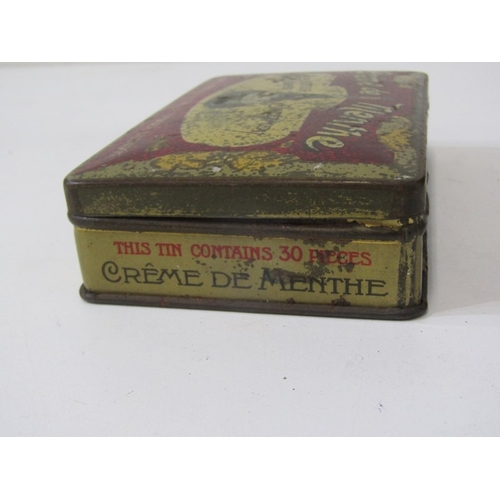 Menthe
THIS TIN CONTAINS 30 PIECES
CRÊME DE MENTHE